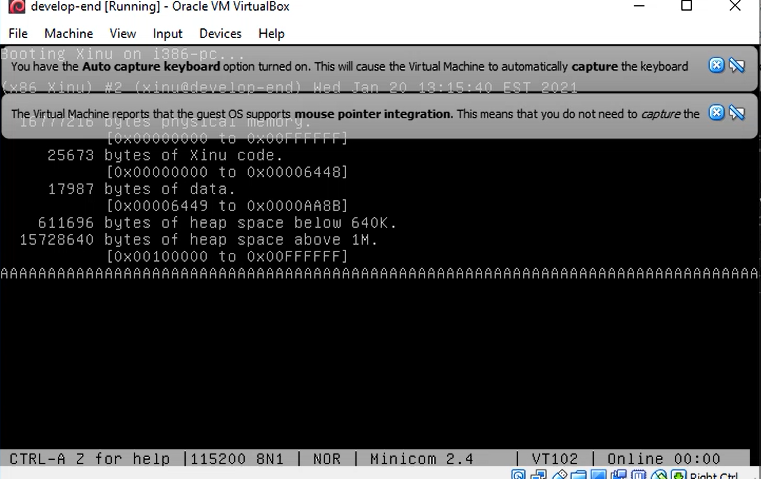 develop-end [Running] - Oracle VM VirtualBox
File Machine View Input Devices Help
Booting Xinu on i386-pc...
You have the Auto capture keyboard option turned on. This will cause the Virtual Machine to automatically capture the keyboard
(x86 Xinu) #2 (xinu@develop-end) Wed Jan 20 13:15:40 EST 2021
The Virtual Machine reports that the guest OS supports mouse pointer integration. This means that you do not need to capture the
16777216 bytes physical memory.
[0x00000000 to 0x00FFFFFF]
25673 bytes of Xinu code.
[0x00000000 to 0x00006448]
17987 bytes of data.
[0x00006449 to 0x0000AA8B]
611696 bytes of heap space below 640K.
15728640 bytes of heap space above 1M.
[0x00100000 to 0x00FFFFFF]
AAAAAAAAAAAAAAAAAAAAAAAAAAAAAAAAAAAAAAAAAAAAAAAAAAAAAAAAAAAAAAAAAAAAAAAAAAAAAAAA
CTRL-A Z for help |115200 8N1 | NOR | Minicom 2.4 | VT102 | Online 00:00
Right Ctrl